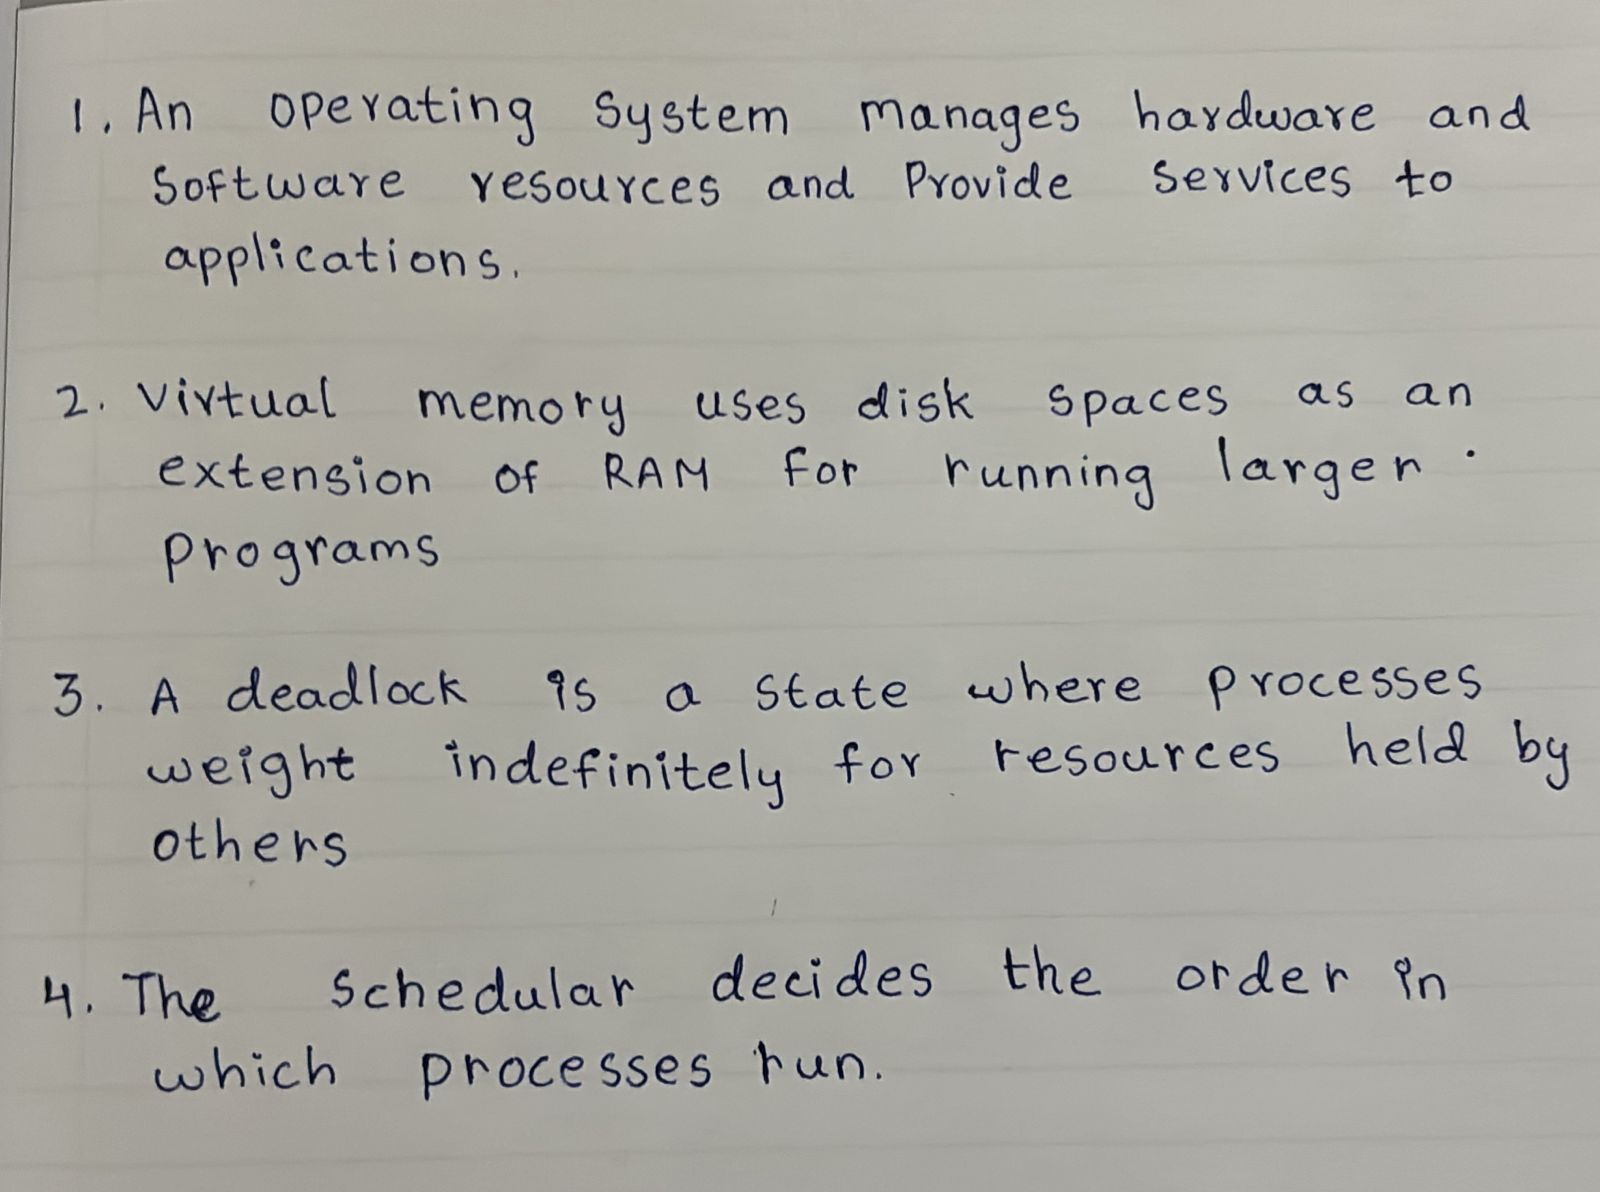 1. An operating system manages hardware and
Software resources and Provide Services to
applications.
2. Virtual memory uses disk spaces as an
extension of RAM For running larger.
Programs
3. A deadlock is a state where processes
weight indefinitely for resources held by
others
4. The Schedular decides the order in
which processes run.